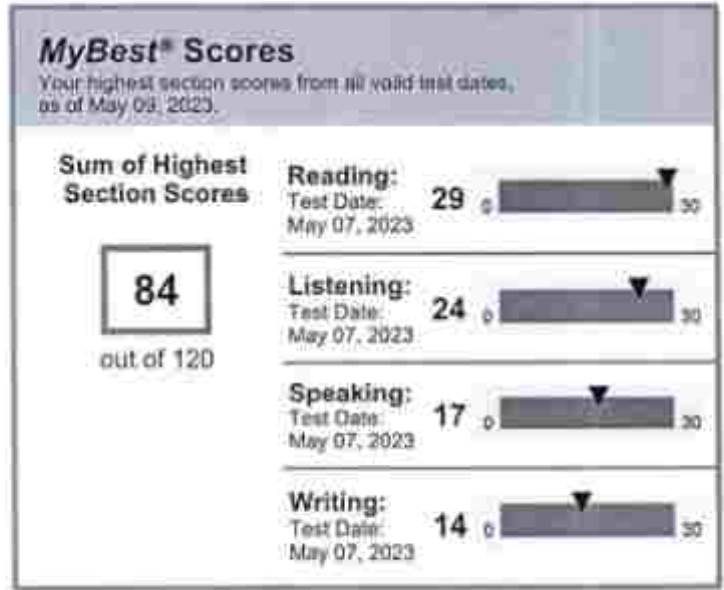 MyBest® Scores
Your highest section scores from all valid test dates,
as of May 09, 2023.
Sum of Highest
Section Scores
84
out of 120
Reading:
Test Date:
May 07, 2023
29
0
30
Listening:
Test Date:
May 07, 2023
24
0
30
Speaking:
Test Date:
May 07, 2023
17
0
30
Writing:
Test Date:
May 07, 2023
14
0
30